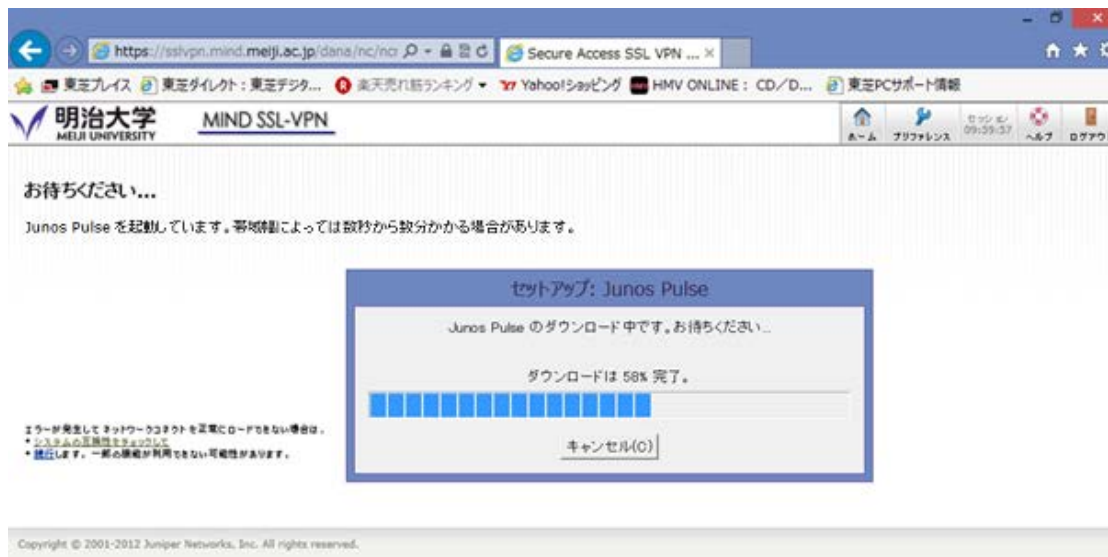 https://sslvpn.mind.meiji.ac.jp/dana/nc/nc
Secure Access SSL VPN ...
東芝プレイス 東芝ダイレクト：東芝デジタ... 楽天売れ筋ランキング Yahoo!ショッピング HMV ONLINE： CD／D... 東芝PCサポート情報
明治大学
MEIJI UNIVERSITY
MIND SSL-VPN
ホーム プリファレンス セッション 09:59:57 ヘルプ ログアウ
お待ちください...
Junos Pulse を起動しています。帯域幅によっては数秒から数分かかる場合があります。
セットアップ: Junos Pulse
Junos Pulse のダウンロード中です。お待ちください...
ダウンロードは 58% 完了。
キャンセル(C)
エラーが発生して ネットワークコネクト を正常にロードできない場合は、
* システムの互換性をチェックして
* 続行します。一部の機能が利用できない可能性があります。
Copyright © 2001-2012 Juniper Networks, Inc. All rights reserved.